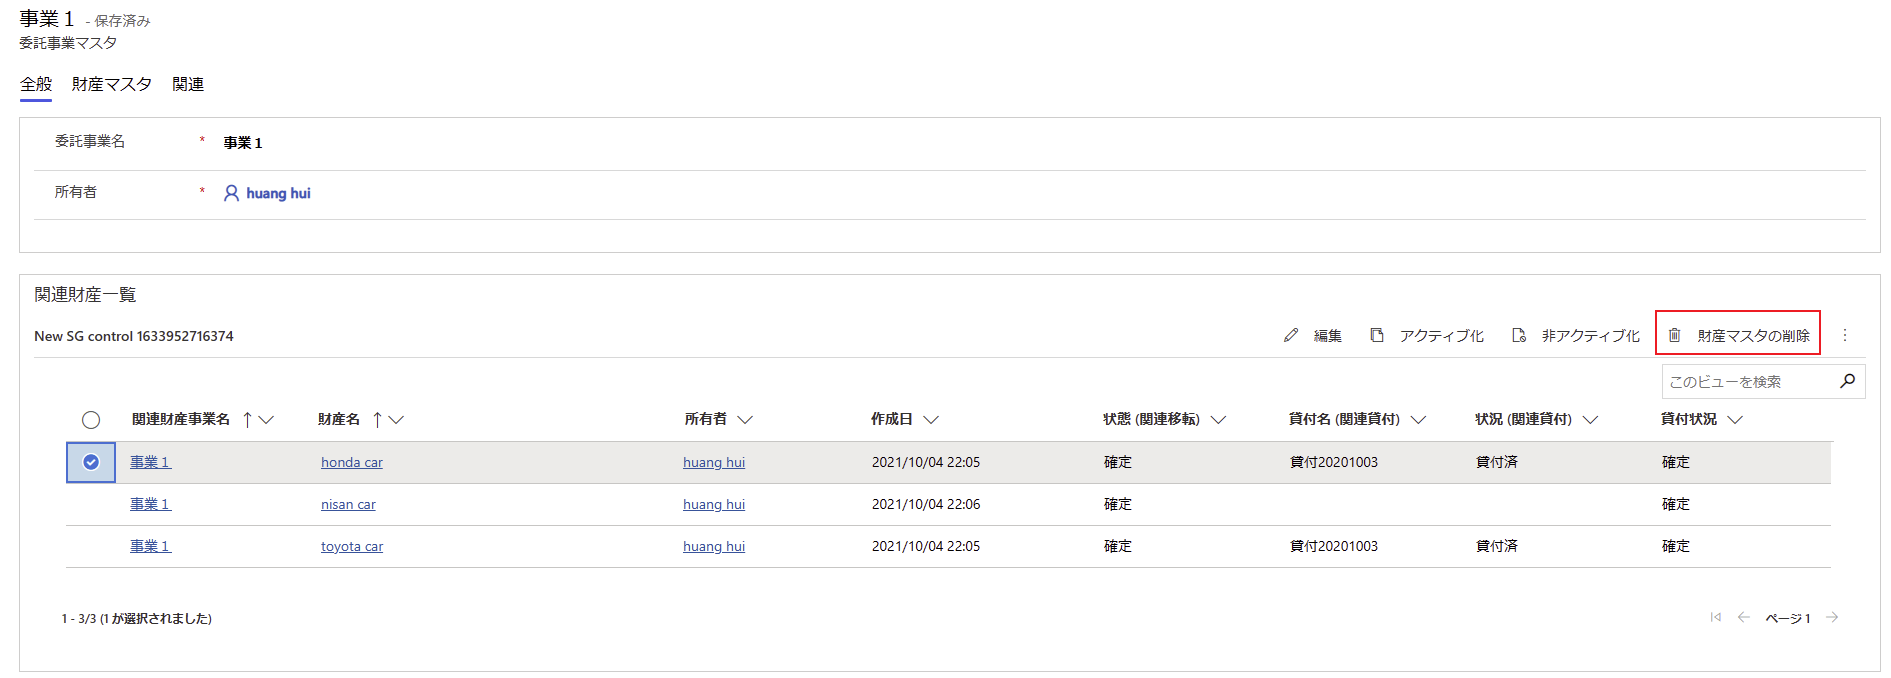 事業1 - 保存済み
委託事業マスタ
全般 財産マスタ 関連
委託事業名 * 事業1
所有者 * huang hui
関連財産一覧
New SG control 1633952716374 編集 アクティブ化 非アクティブ化 財産マスタの削除
このビューを検索
関連財産事業名 財産名 所有者 作成日 状態 (関連移転) 貸付名 (関連貸付) 状況 (関連貸付) 貸付状況
事業1 honda car huang hui 2021/10/04 22:05 確定 貸付20201003 貸付済 確定
事業1 nisan car huang hui 2021/10/04 22:06 確定 確定
事業1 toyota car huang hui 2021/10/04 22:05 確定 貸付20201003 貸付済 確定
1 - 3/3 (1 が選択されました) ページ 1